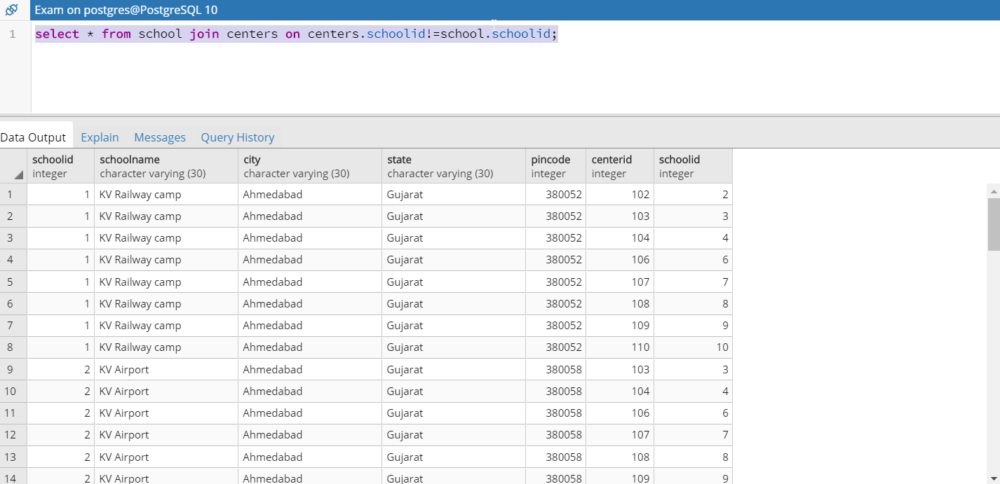 Exam on postgres@PostgreSQL 10
1 select * from school join centers on centers.schoolid!=school.schoolid;
Data Output Explain Messages Query History
schoolid schoolname city state pincode centerid schoolid
integer character varying (30) character varying (30) character varying (30) integer integer integer
1 1 KV Railway camp Ahmedabad Gujarat 380052 102 2
2 1 KV Railway camp Ahmedabad Gujarat 380052 103 3
3 1 KV Railway camp Ahmedabad Gujarat 380052 104 4
4 1 KV Railway camp Ahmedabad Gujarat 380052 106 6
5 1 KV Railway camp Ahmedabad Gujarat 380052 107 7
6 1 KV Railway camp Ahmedabad Gujarat 380052 108 8
7 1 KV Railway camp Ahmedabad Gujarat 380052 109 9
8 1 KV Railway camp Ahmedabad Gujarat 380052 110 10
9 2 KV Airport Ahmedabad Gujarat 380058 103 3
10 2 KV Airport Ahmedabad Gujarat 380058 104 4
11 2 KV Airport Ahmedabad Gujarat 380058 106 6
12 2 KV Airport Ahmedabad Gujarat 380058 107 7
13 2 KV Airport Ahmedabad Gujarat 380058 108 8
14 2 KV Airport Ahmedabad Gujarat 380058 109 9